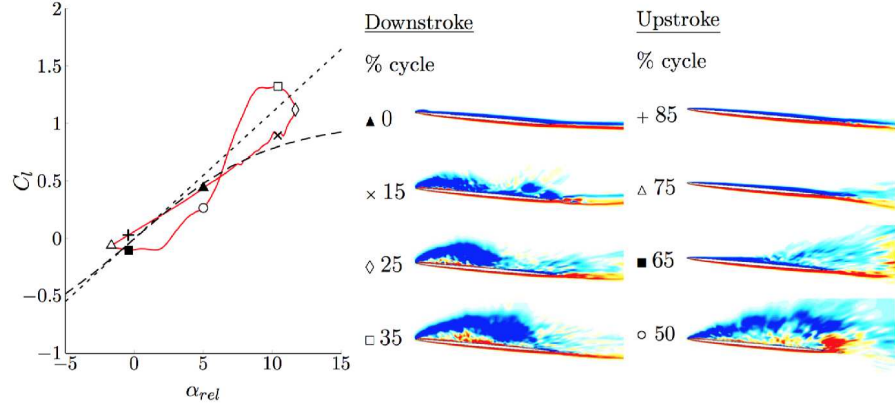 2
1.5
1
0.5
0
−0.5
−1
−5 0 5 10 15
C_l
α_rel
Downstroke
% cycle
▲ 0
× 15
◊ 25
□ 35
Upstroke
% cycle
+ 85
△ 75
■ 65
○ 50